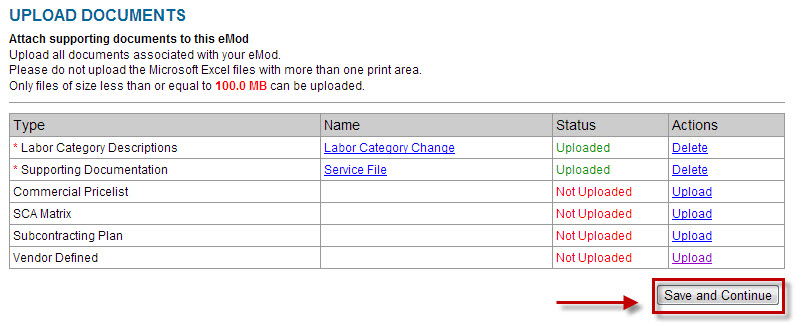 UPLOAD DOCUMENTS
Attach supporting documents to this eMod
Upload all documents associated with your eMod.
Please do not upload the Microsoft Excel files with more than one print area.
Only files of size less than or equal to 100.0 MB can be uploaded.
Type Name Status Actions
* Labor Category Descriptions Labor Category Change Uploaded Delete
* Supporting Documentation Service File Uploaded Delete
Commercial Pricelist Not Uploaded Upload
SCA Matrix Not Uploaded Upload
Subcontracting Plan Not Uploaded Upload
Vendor Defined Not Uploaded Upload
Save and Continue